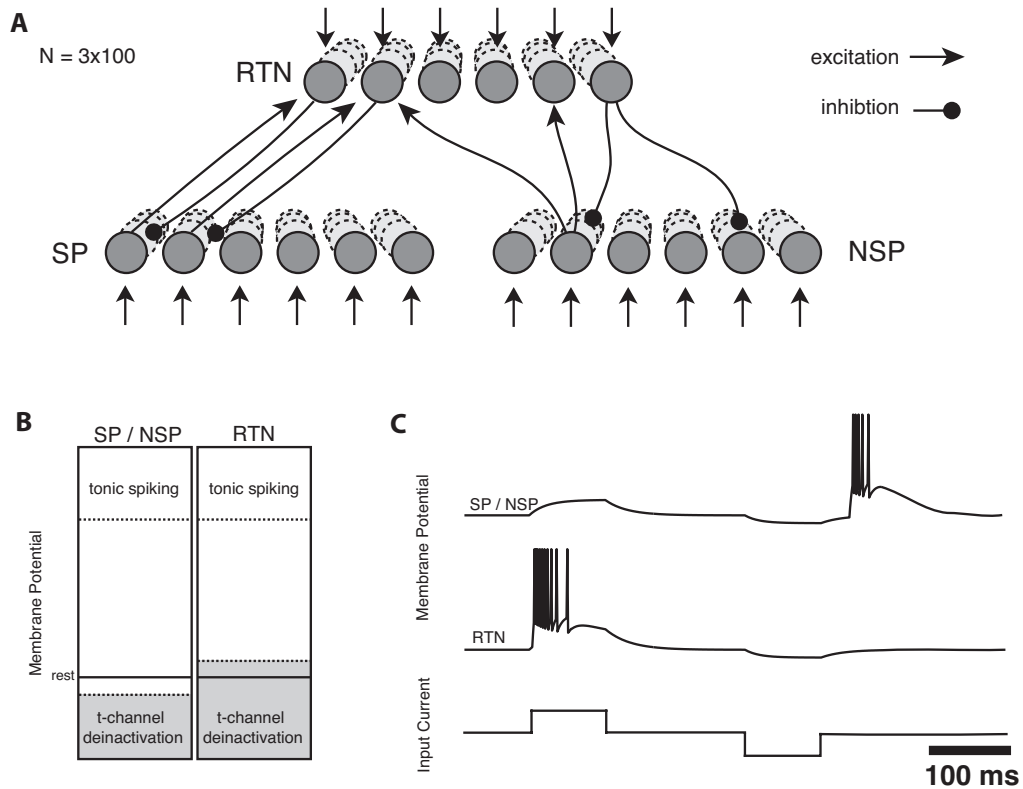 A
N = 3x100
RTN
excitation
inhibtion
SP
NSP
B
SP / NSP
RTN
tonic spiking
tonic spiking
Membrane Potential
rest
t-channel
deinactivation
t-channel
deinactivation
C
Membrane Potential
SP / NSP
RTN
Input Current
100 ms